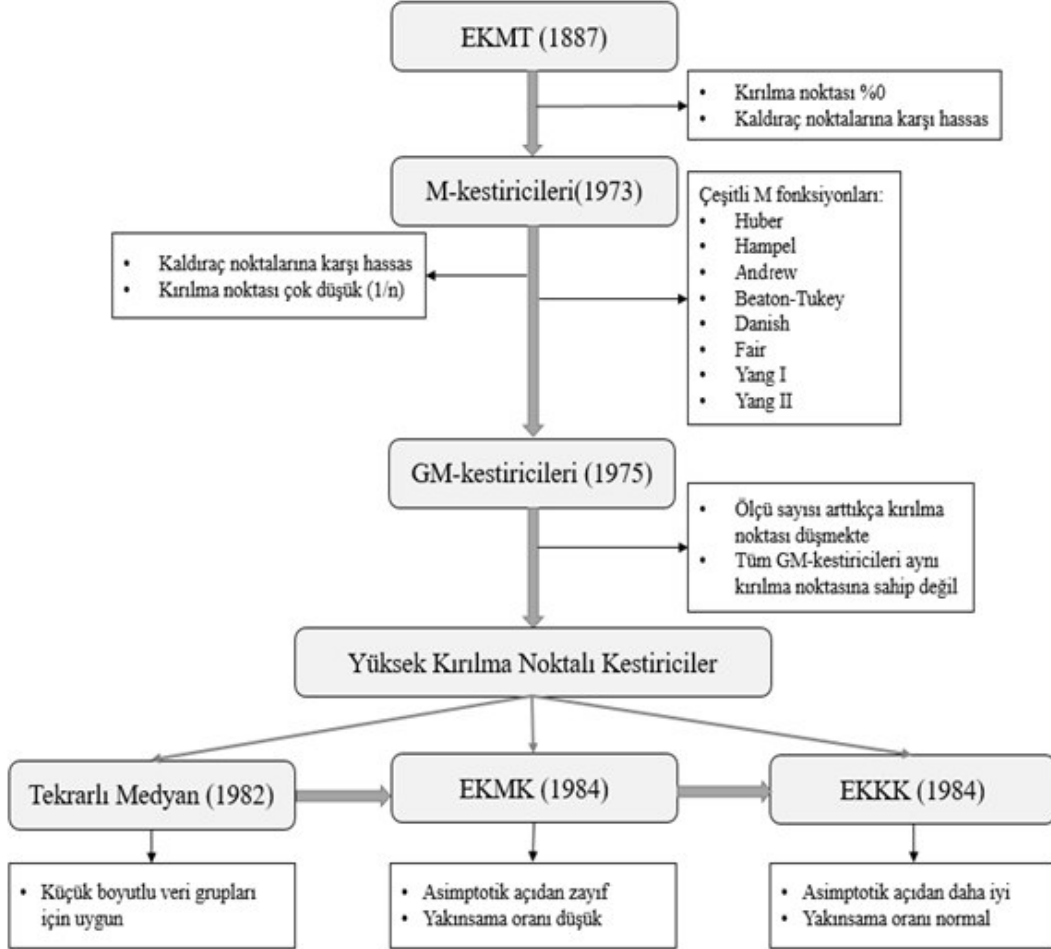 EKMT (1887)
• Kırılma noktası %0
• Kaldıraç noktalarına karşı hassas
M-kestiricileri(1973)
• Kaldıraç noktalarına karşı hassas
• Kırılma noktası çok düşük (1/n)
Çeşitli M fonksiyonları:
• Huber
• Hampel
• Andrew
• Beaton-Tukey
• Danish
• Fair
• Yang I
• Yang II
GM-kestiricileri (1975)
• Ölçü sayısı arttıkça kırılma
noktası düşmekte
• Tüm GM-kestiricileri aynı
kırılma noktasına sahip değil
Yüksek Kırılma Noktalı Kestiriciler
Tekrarlı Medyan (1982)
EKMK (1984)
EKKK (1984)
• Küçük boyutlu veri grupları
için uygun
• Asimptotik açıdan zayıf
• Yakınsama oranı düşük
• Asimptotik açıdan daha iyi
• Yakınsama oranı normal